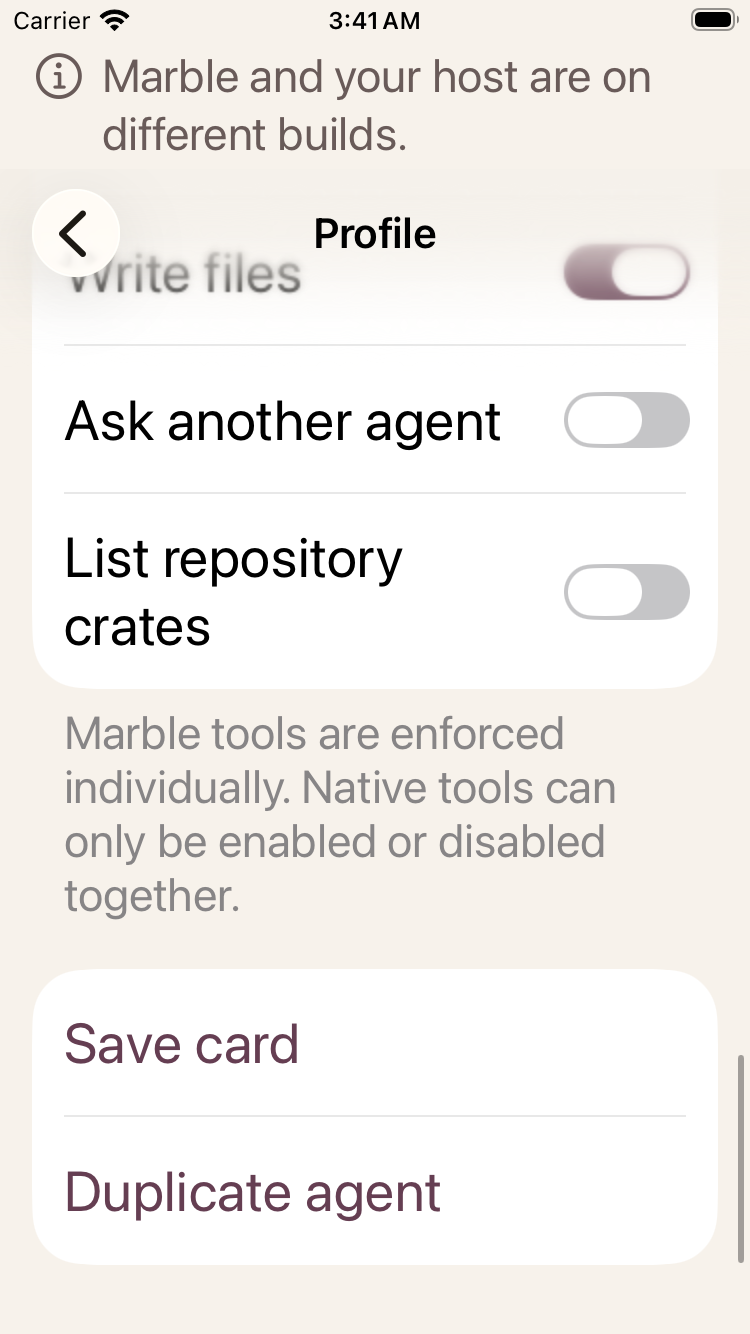 Carrier 3:41 AM
Marble and your host are on
different builds.
Profile
Write files
Ask another agent
List repository
crates
Marble tools are enforced
individually. Native tools can
only be enabled or disabled
together.
Save card
Duplicate agent